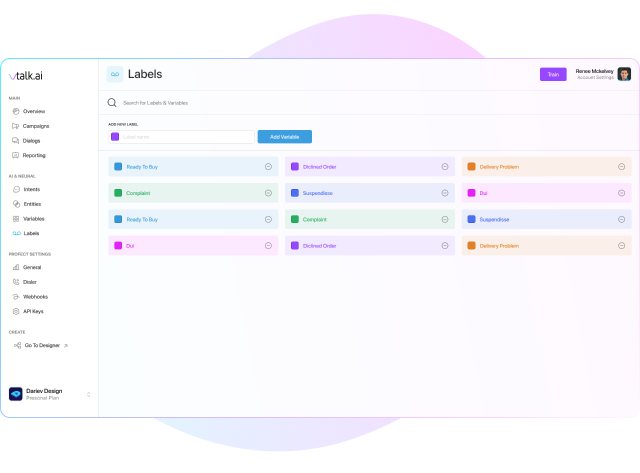 vtalk.ai
Labels
Train
Renee Mckelvey
Account Settings
MAIN
Overview
Campaigns
Dialogs
Reporting
AI & NEURAL
Intents
Entities
Variables
Labels
PROFECT SETTINGS
General
Dialer
Webhooks
API Keys
CREATE
Go To Designer >
Dariev Design
Presonal Plan
Search for Labels & Variables
ADD NEW LABEL
Label name
Add Variable
Ready To Buy
Diclined Order
Delivery Problem
Complaint
Suspendisse
Dui
Ready To Buy
Complaint
Suspendisse
Dui
Diclined Order
Delivery Problem